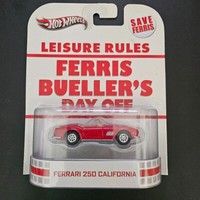 Hot Wheels
SAVE
FERRIS
LEISURE RULES
FERRIS
BUELLER'S
DAY OFF
FERRARI 250 CALIFORNIA